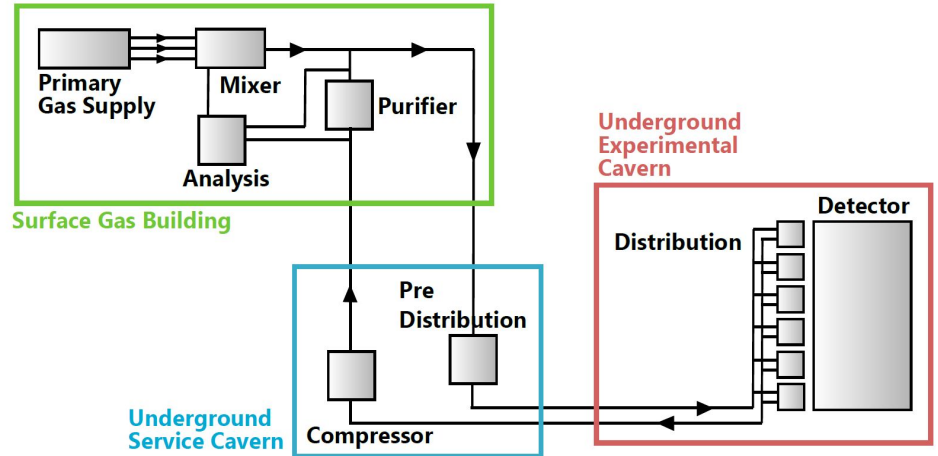 Primary
Gas Supply
Mixer
Purifier
Analysis
Surface Gas Building
Underground
Experimental
Cavern
Detector
Distribution
Pre
Distribution
Underground
Service Cavern
Compressor